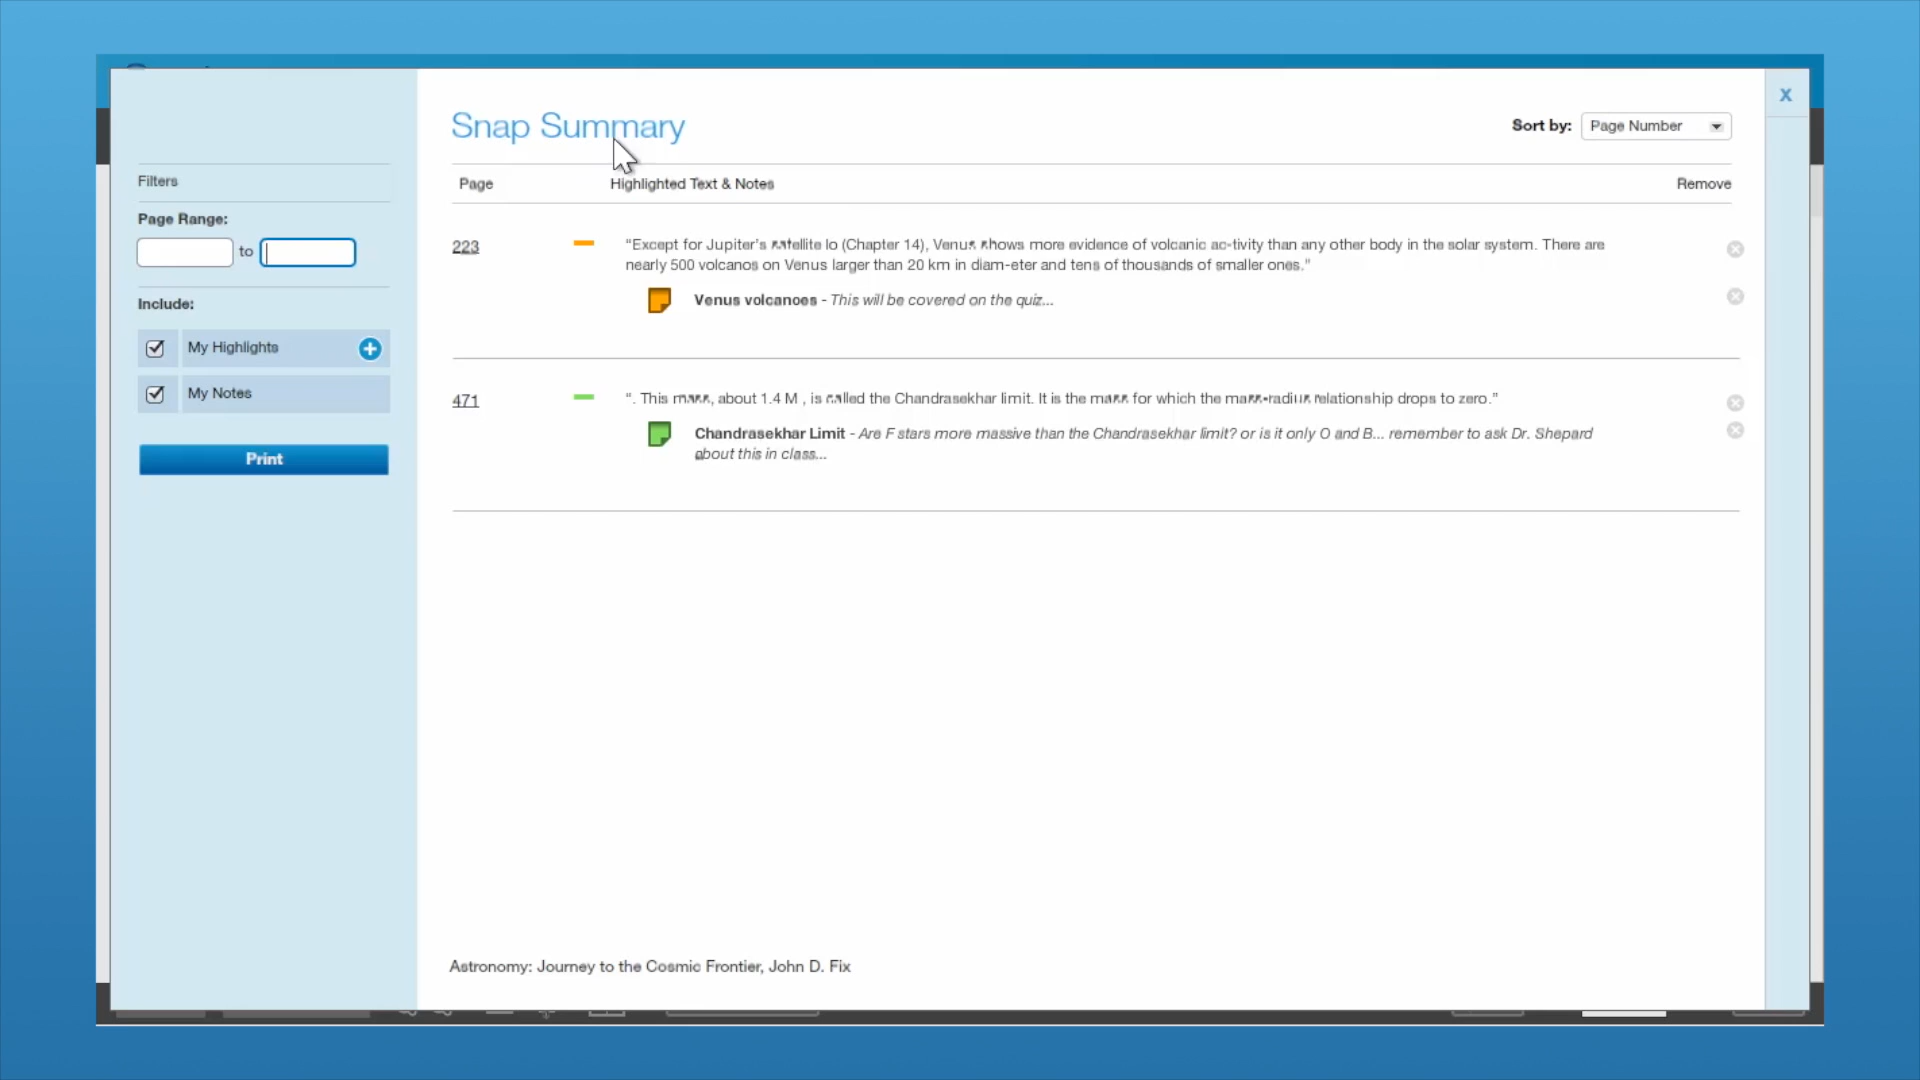 Snap Summary
Sort by: Page Number
x
Filters
Page Range:
to
Include:
My Highlights
My Notes
Print
Page Highlighted Text & Notes Remove
223 “Except for Jupiter’s satellite Io (Chapter 14), Venus shows more evidence of volcanic ac-tivity than any other body in the solar system. There are
nearly 500 volcanos on Venus larger than 20 km in diam-eter and tens of thousands of smaller ones.”
Venus volcanoes - This will be covered on the quiz...
471 “. This mass, about 1.4 M , is called the Chandrasekhar limit. It is the mass for which the mass-radius relationship drops to zero.”
Chandrasekhar Limit - Are F stars more massive than the Chandrasekhar limit? or is it only O and B... remember to ask Dr. Shepard
about this in class...
Astronomy: Journey to the Cosmic Frontier, John D. Fix